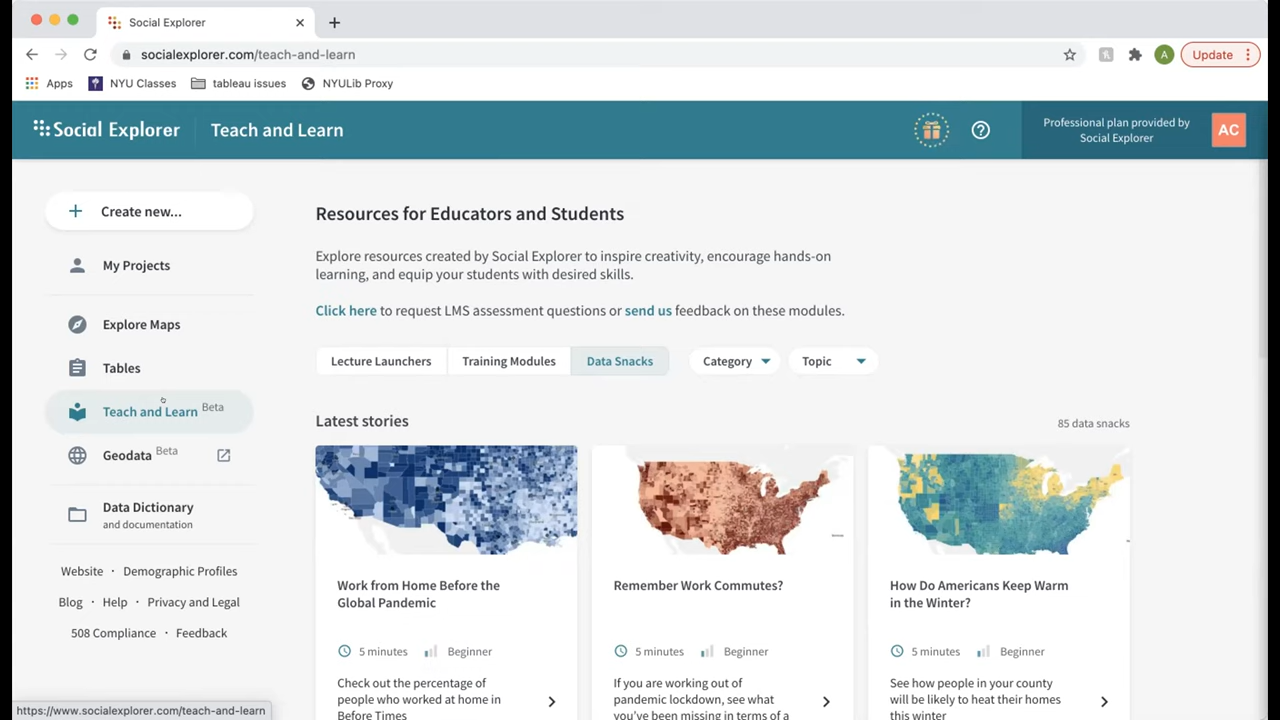 Social Explorer
socialexplorer.com/teach-and-learn
A
Update
Apps
NYU Classes
tableau issues
NYULib Proxy
Social Explorer
Teach and Learn
Professional plan provided by
Social Explorer
AC
Create new...
My Projects
Explore Maps
Tables
Teach and Learn Beta
Geodata Beta
Data Dictionary
and documentation
Website · Demographic Profiles
Blog · Help · Privacy and Legal
508 Compliance · Feedback
Resources for Educators and Students
Explore resources created by Social Explorer to inspire creativity, encourage hands-on
learning, and equip your students with desired skills.
Click here to request LMS assessment questions or send us feedback on these modules.
Lecture Launchers
Training Modules
Data Snacks
Category
Topic
Latest stories
85 data snacks
Work from Home Before the
Global Pandemic
5 minutes
Beginner
Check out the percentage of
people who worked at home in
Before Times
Remember Work Commutes?
5 minutes
Beginner
If you are working out of
pandemic lockdown, see what
you've been missing in terms of a
How Do Americans Keep Warm
in the Winter?
5 minutes
Beginner
See how people in your county
will be likely to heat their homes
this winter
https://www.socialexplorer.com/teach-and-learn